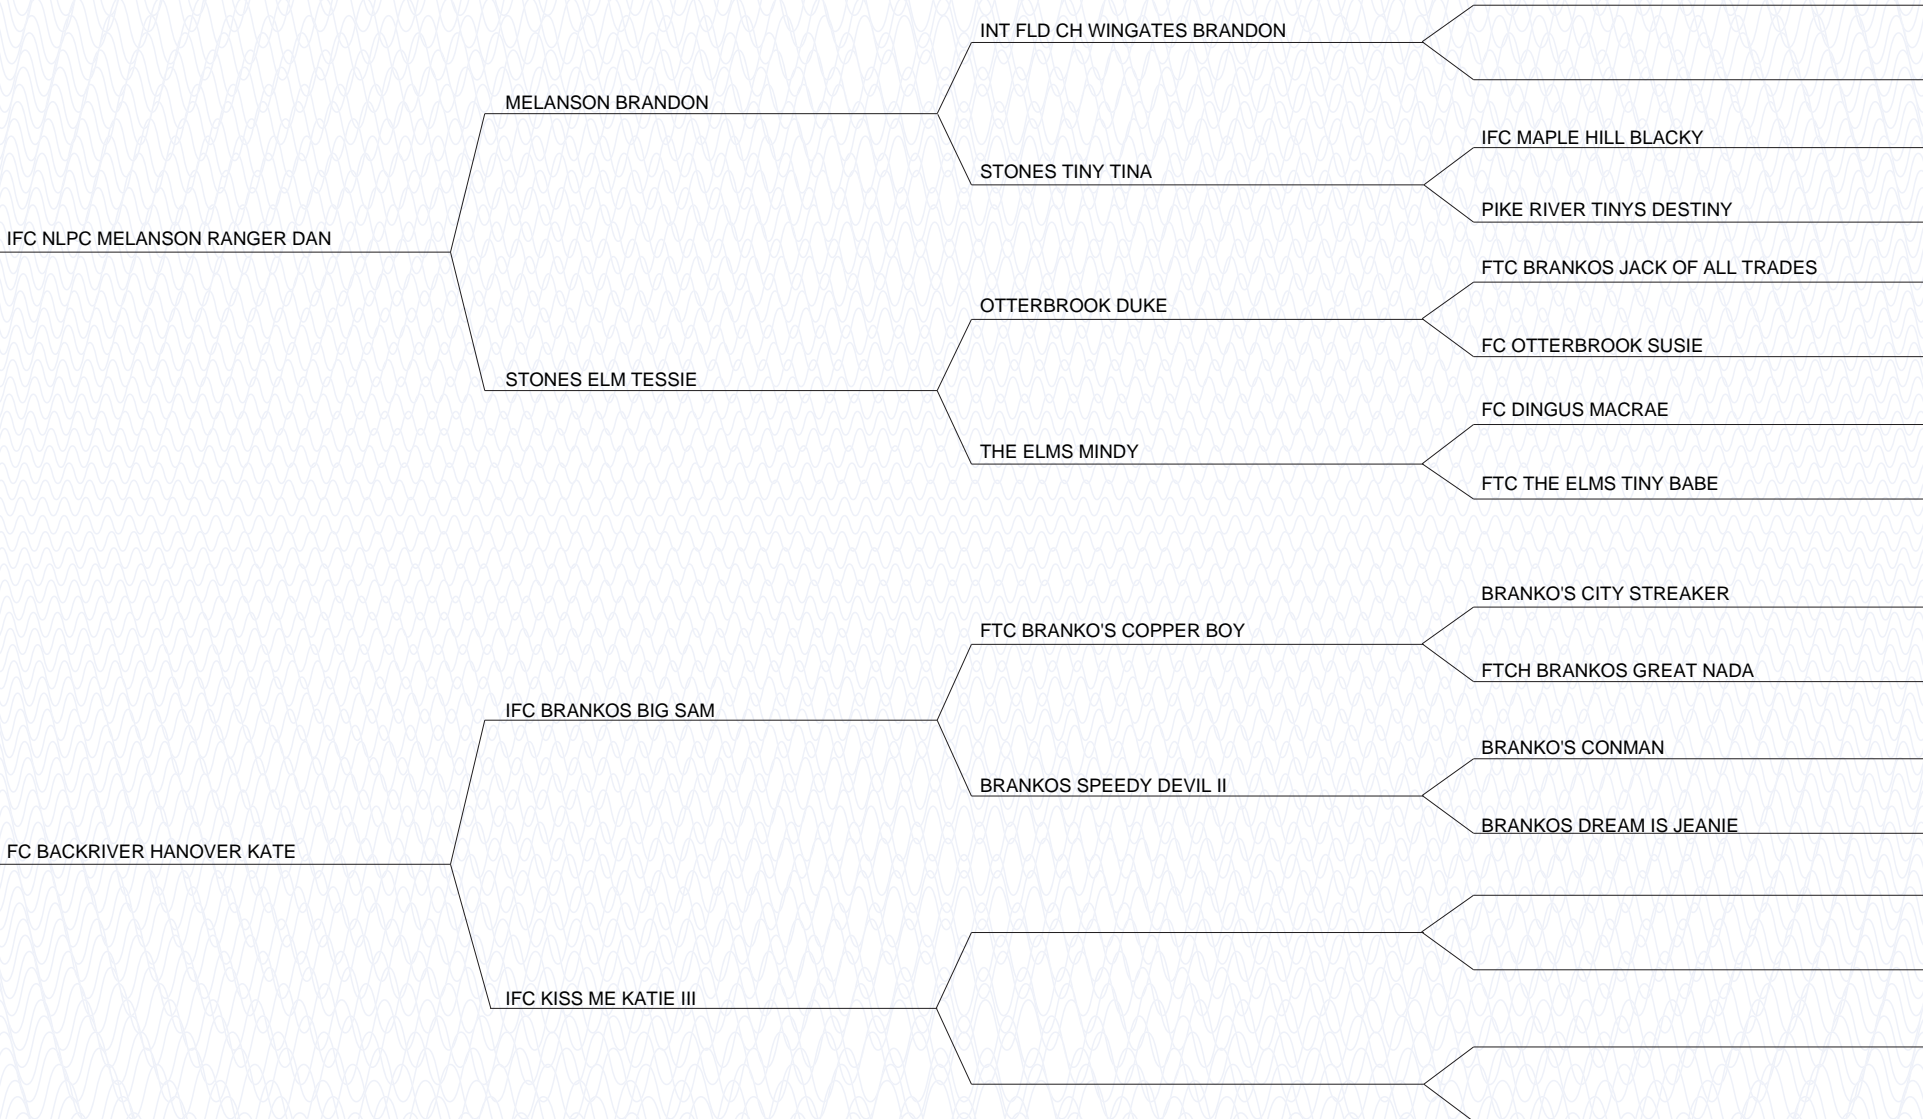 INT FLD CH WINGATES BRANDON
MELANSON BRANDON
IFC MAPLE HILL BLACKY
STONES TINY TINA
PIKE RIVER TINYS DESTINY
IFC NLPC MELANSON RANGER DAN
FTC BRANKOS JACK OF ALL TRADES
OTTERBROOK DUKE
FC OTTERBROOK SUSIE
STONES ELM TESSIE
FC DINGUS MACRAE
THE ELMS MINDY
FTC THE ELMS TINY BABE
BRANKO'S CITY STREAKER
FTC BRANKO'S COPPER BOY
FTCH BRANKOS GREAT NADA
IFC BRANKOS BIG SAM
BRANKO'S CONMAN
BRANKOS SPEEDY DEVIL II
BRANKOS DREAM IS JEANIE
FC BACKRIVER HANOVER KATE
IFC KISS ME KATIE III